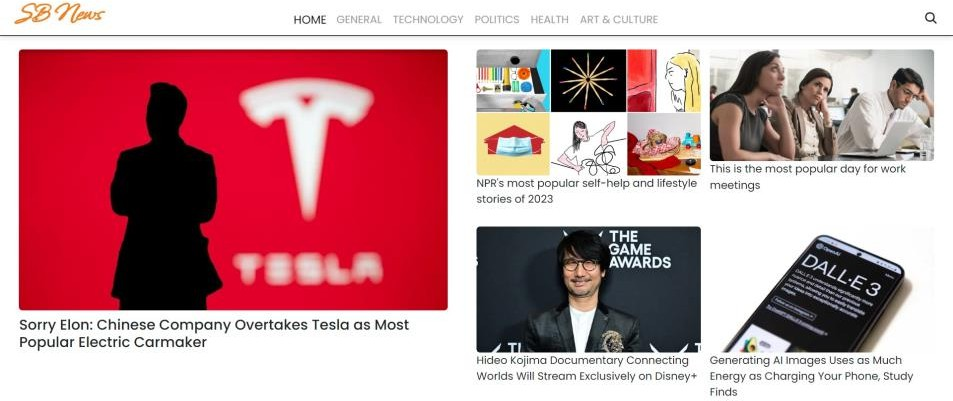 SB News
HOME GENERAL TECHNOLOGY POLITICS HEALTH ART & CULTURE
TESLA
Sorry Elon: Chinese Company Overtakes Tesla as Most
Popular Electric Carmaker
NPR's most popular self-help and lifestyle
stories of 2023
This is the most popular day for work
meetings
THE
GAME
AWARDS
Hideo Kojima Documentary Connecting
Worlds Will Stream Exclusively on Disney+
OpenAI
DALL·E 3
Generating AI Images Uses as Much
Energy as Charging Your Phone, Study
Finds